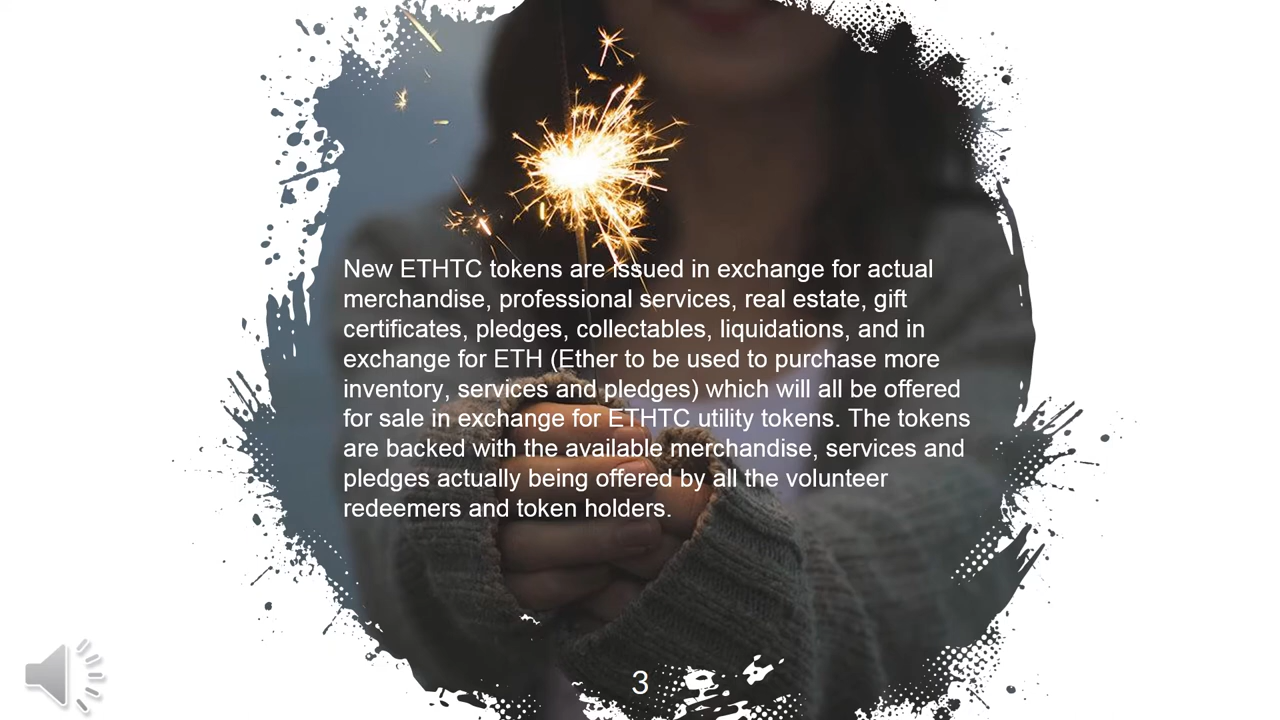 New ETHTC tokens are issued in exchange for actual
merchandise, professional services, real estate, gift
certificates, pledges, collectables, liquidations, and in
exchange for ETH (Ether to be used to purchase more
inventory, services and pledges) which will all be offered
for sale in exchange for ETHTC utility tokens. The tokens
are backed with the available merchandise, services and
pledges actually being offered by all the volunteer
redeemers and token holders.
3